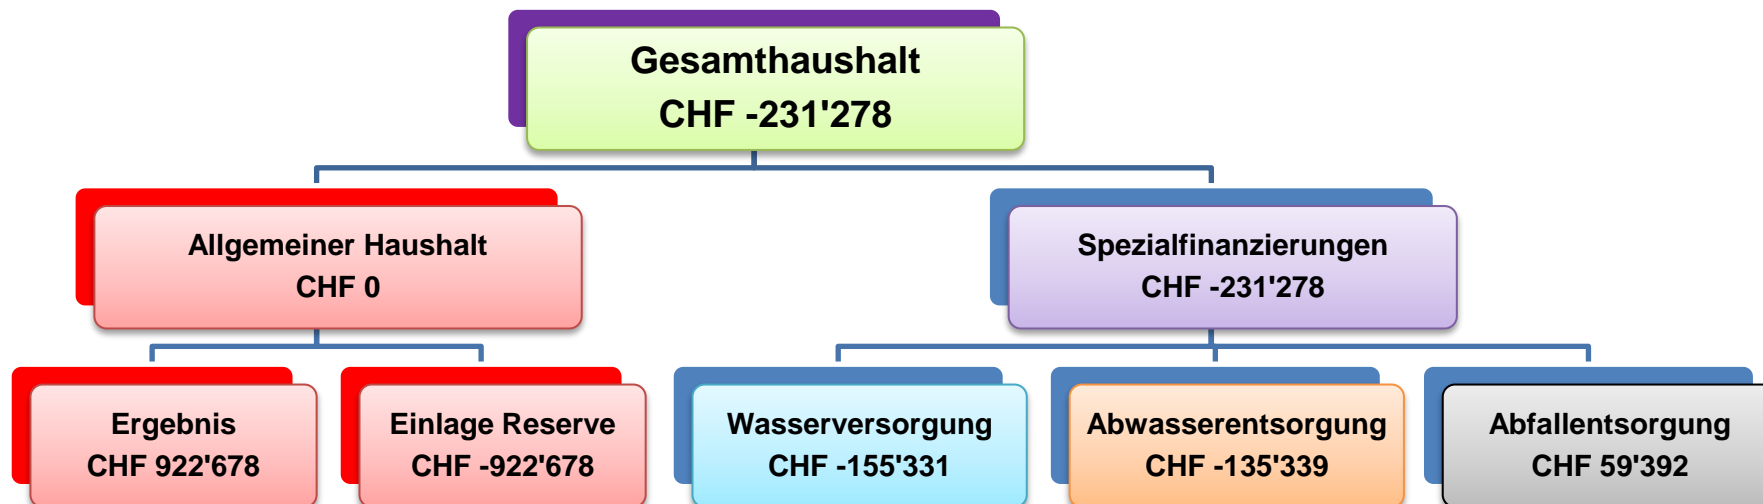 Gesamthaushalt
CHF -231'278
Allgemeiner Haushalt
CHF 0
Spezialfinanzierungen
CHF -231'278
Ergebnis
CHF 922'678
Einlage Reserve
CHF -922'678
Wasserversorgung
CHF -155'331
Abwasserentsorgung
CHF -135'339
Abfallentsorgung
CHF 59'392